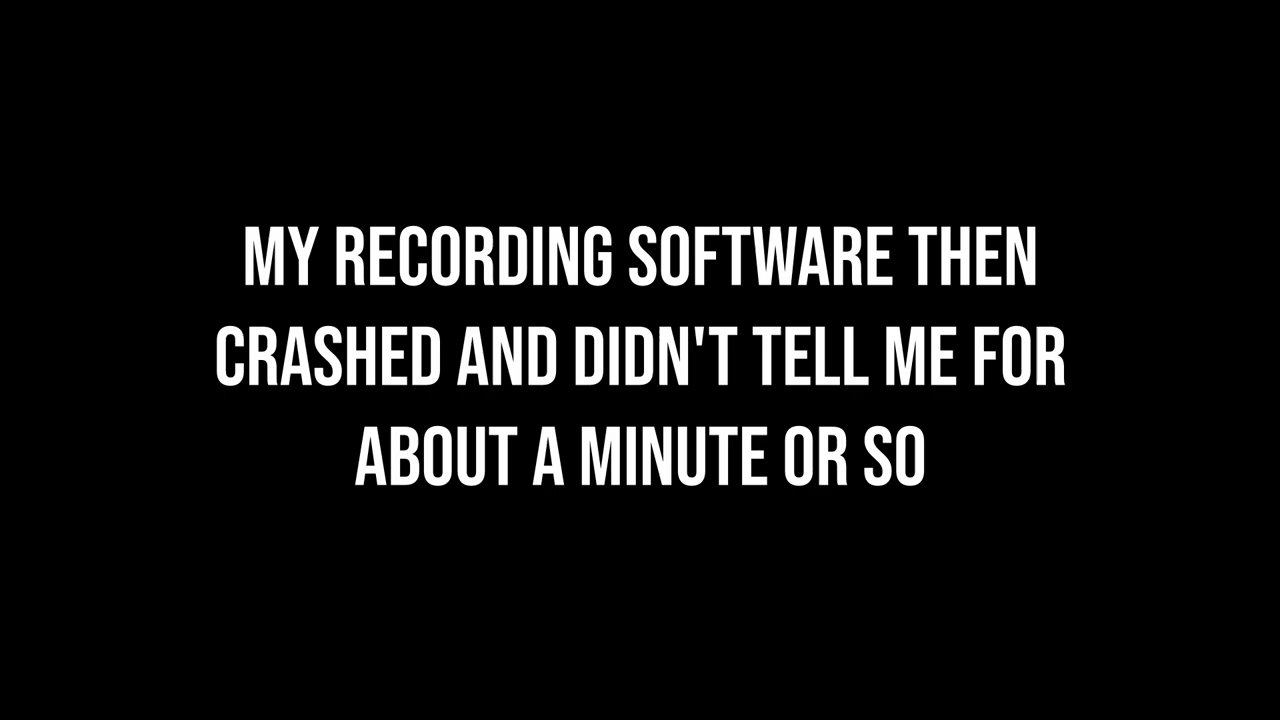 MY RECORDING SOFTWARE THEN
CRASHED AND DIDN'T TELL ME FOR
ABOUT A MINUTE OR SO